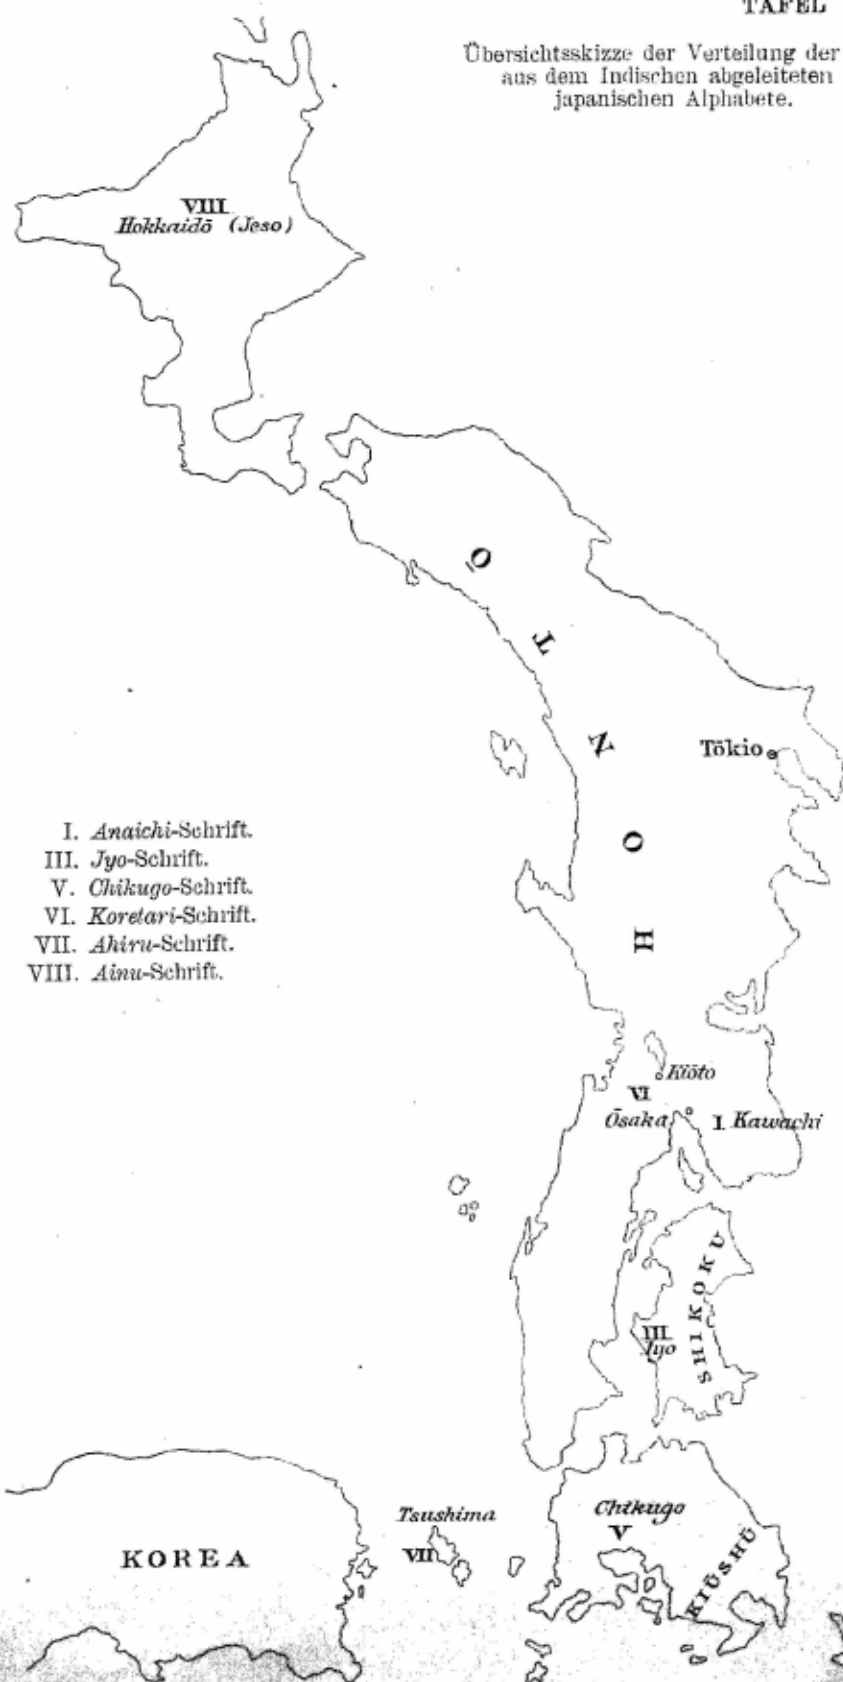 TAFEL
Übersichtsskizze der Verteilung der
aus dem Indischen abgeleiteten
japanischen Alphabete.
VIII
Hokkaidō (Jeso)
HONTŌ
Tōkio
I. Anaichi-Schrift.
III. Jyo-Schrift.
V. Chikugo-Schrift.
VI. Koretari-Schrift.
VII. Ahiru-Schrift.
VIII. Ainu-Schrift.
Kiōto
VI
Ōsaka
I Kawachi
SHIKOKU
III
Jyo
Chikugo
V
Tsushima
VII
KOREA
KIŪSHŪ